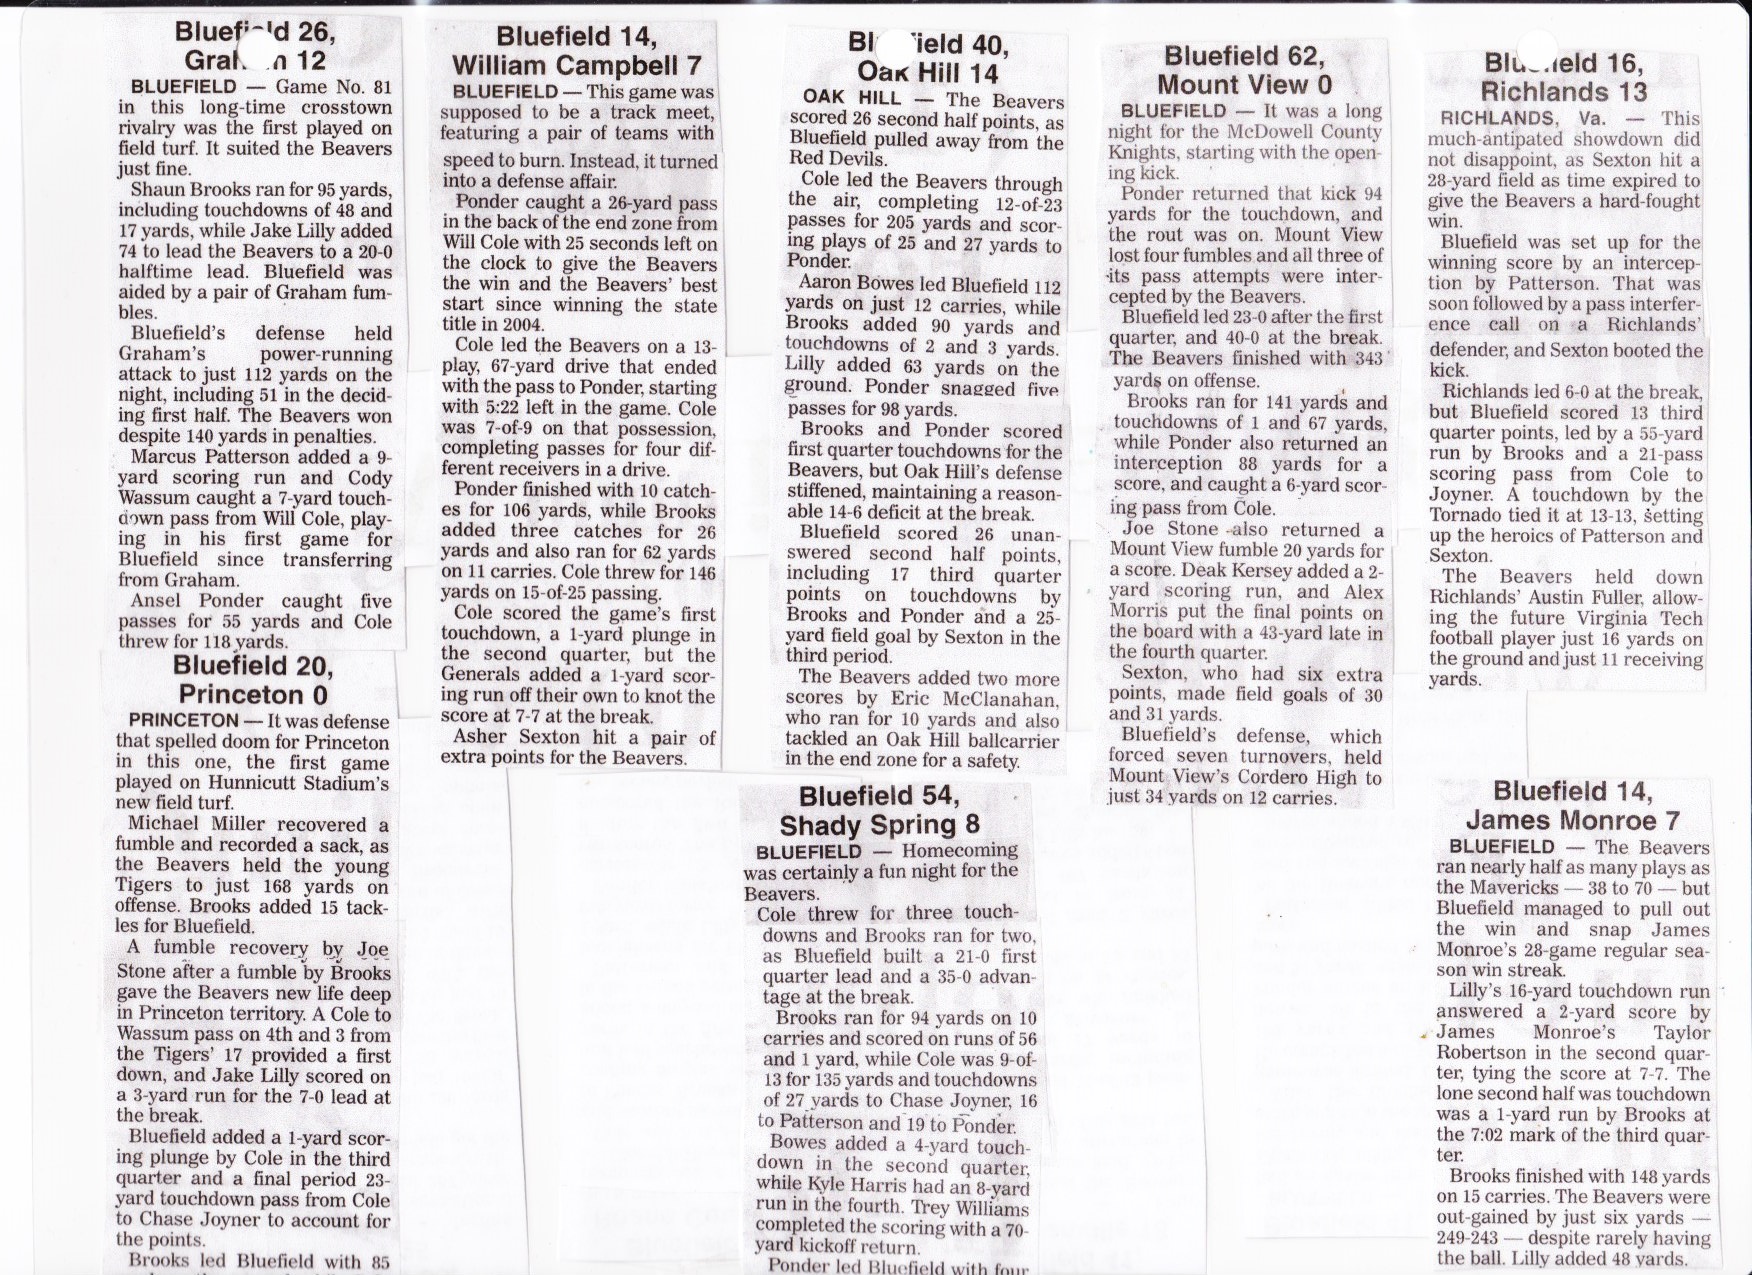 Bluefield 26,
Graham 12
BLUEFIELD — Game No. 81
in this long-time crosstown
rivalry was the first played on
field turf. It suited the Beavers
just fine.
Shaun Brooks ran for 95 yards,
including touchdowns of 48 and
17 yards, while Jake Lilly added
74 to lead the Beavers to a 20-0
halftime lead. Bluefield was
aided by a pair of Graham fum-
bles.
Bluefield's defense held
Graham's power-running
attack to just 112 yards on the
night, including 51 in the decid-
ing first half. The Beavers won
despite 140 yards in penalties.
Marcus Patterson added a 9-
yard scoring run and Cody
Wassum caught a 7-yard touch-
down pass from Will Cole, play-
ing in his first game for
Bluefield since transferring
from Graham.
Ansel Ponder caught five
passes for 55 yards and Cole
threw for 118 yards.
Bluefield 20,
Princeton 0
PRINCETON — It was defense
that spelled doom for Princeton
in this one, the first game
played on Hunnicutt Stadium's
new field turf.
Michael Miller recovered a
fumble and recorded a sack, as
the Beavers held the young
Tigers to just 168 yards on
offense. Brooks added 15 tack-
les for Bluefield.
A fumble recovery by Joe
Stone after a fumble by Brooks
gave the Beavers new life deep
in Princeton territory. A Cole to
Wassum pass on 4th and 3 from
the Tigers' 17 provided a first
down, and Jake Lilly scored on
a 3-yard run for the 7-0 lead at
the break.
Bluefield added a 1-yard scor-
ing plunge by Cole in the third
quarter and a final period 23-
yard touchdown pass from Cole
to Chase Joyner to account for
the points.
Brooks led Bluefield with 85
Bluefield 14,
William Campbell 7
BLUEFIELD — This game was
supposed to be a track meet,
featuring a pair of teams with
speed to burn. Instead, it turned
into a defense affair.
Ponder caught a 26-yard pass
in the back of the end zone from
Will Cole with 25 seconds left on
the clock to give the Beavers
the win and the Beavers' best
start since winning the state
title in 2004.
Cole led the Beavers on a 13-
play, 67-yard drive that ended
with the pass to Ponder, starting
with 5:22 left in the game. Cole
was 7-of-9 on that possession,
completing passes for four dif-
ferent receivers in a drive.
Ponder finished with 10 catch-
es for 106 yards, while Brooks
added three catches for 26
yards and also ran for 62 yards
on 11 carries. Cole threw for 146
yards on 15-of-25 passing.
Cole scored the game's first
touchdown, a 1-yard plunge in
the second quarter, but the
Generals added a 1-yard scor-
ing run off their own to knot the
score at 7-7 at the break.
Asher Sexton hit a pair of
extra points for the Beavers.
Bluefield 40,
Oak Hill 14
OAK HILL — The Beavers
scored 26 second half points, as
Bluefield pulled away from the
Red Devils.
Cole led the Beavers through
the air, completing 12-of-23
passes for 205 yards and scor-
ing plays of 25 and 27 yards to
Ponder.
Aaron Bowes led Bluefield 112
yards on just 12 carries, while
Brooks added 90 yards and
touchdowns of 2 and 3 yards.
Lilly added 63 yards on the
ground. Ponder snagged five
passes for 98 yards.
Brooks and Ponder scored
first quarter touchdowns for the
Beavers, but Oak Hill's defense
stiffened, maintaining a reason-
able 14-6 deficit at the break.
Bluefield scored 26 unan-
swered second half points,
including 17 third quarter
points on touchdowns by
Brooks and Ponder and a 25-
yard field goal by Sexton in the
third period.
The Beavers added two more
scores by Eric McClanahan,
who ran for 10 yards and also
tackled an Oak Hill ballcarrier
in the end zone for a safety.
Bluefield 54,
Shady Spring 8
BLUEFIELD — Homecoming
was certainly a fun night for the
Beavers.
Cole threw for three touch-
downs and Brooks ran for two,
as Bluefield built a 21-0 first
quarter lead and a 35-0 advan-
tage at the break.
Brooks ran for 94 yards on 10
carries and scored on runs of 56
and 1 yard, while Cole was 9-of-
13 for 135 yards and touchdowns
of 27 yards to Chase Joyner, 16
to Patterson and 19 to Ponder.
Bowes added a 4-yard touch-
down in the second quarter,
while Kyle Harris had an 8-yard
run in the fourth. Trey Williams
completed the scoring with a 70-
yard kickoff return.
Ponder led Bluefield with four
Bluefield 62,
Mount View 0
BLUEFIELD — It was a long
night for the McDowell County
Knights, starting with the open-
ing kick.
Ponder returned that kick 94
yards for the touchdown, and
the rout was on. Mount View
lost four fumbles and all three of
its pass attempts were inter-
cepted by the Beavers.
Bluefield led 23-0 after the first
quarter, and 40-0 at the break.
The Beavers finished with 343
yards on offense.
Brooks ran for 141 yards and
touchdowns of 1 and 67 yards,
while Ponder also returned an
interception 88 yards for a
score, and caught a 6-yard scor-
ing pass from Cole.
Joe Stone also returned a
Mount View fumble 20 yards for
a score. Deak Kersey added a 2-
yard scoring run, and Alex
Morris put the final points on
the board with a 43-yard late in
the fourth quarter.
Sexton, who had six extra
points, made field goals of 30
and 31 yards.
Bluefield's defense, which
forced seven turnovers, held
Mount View's Cordero High to
just 34 yards on 12 carries.
Bluefield 16,
Richlands 13
RICHLANDS, Va. — This
much-antipated showdown did
not disappoint, as Sexton hit a
28-yard field as time expired to
give the Beavers a hard-fought
win.
Bluefield was set up for the
winning score by an intercep-
tion by Patterson. That was
soon followed by a pass interfer-
ence call on a Richlands'
defender, and Sexton booted the
kick.
Richlands led 6-0 at the break,
but Bluefield scored 13 third
quarter points, led by a 55-yard
run by Brooks and a 21-pass
scoring pass from Cole to
Joyner. A touchdown by the
Tornado tied it at 13-13, setting
up the heroics of Patterson and
Sexton.
The Beavers held down
Richlands' Austin Fuller, allow-
ing the future Virginia Tech
football player just 16 yards on
the ground and just 11 receiving
yards.
Bluefield 14,
James Monroe 7
BLUEFIELD — The Beavers
ran nearly half as many plays as
the Mavericks — 38 to 70 — but
Bluefield managed to pull out
the win and snap James
Monroe's 28-game regular sea-
son win streak.
Lilly's 16-yard touchdown run
answered a 2-yard score by
James Monroe's Taylor
Robertson in the second quar-
ter, tying the score at 7-7. The
lone second half was touchdown
was a 1-yard run by Brooks at
the 7:02 mark of the third quar-
ter.
Brooks finished with 148 yards
on 15 carries. The Beavers were
out-gained by just six yards —
249-243 — despite rarely having
the ball. Lilly added 48 yards.